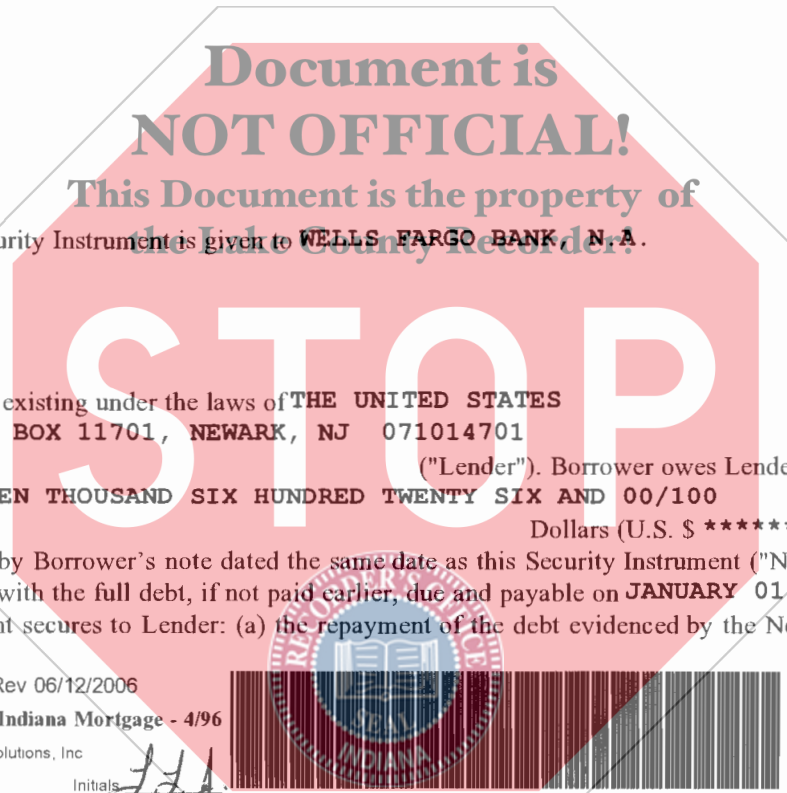 Document is
NOT OFFICIAL!
This Document is the property of
the Lake County Recorder!
urity Instrument is given to WELLS FARGO BANK, N.A.
STOP
existing under the laws of THE UNITED STATES
BOX 11701, NEWARK, NJ 071014701
("Lender"). Borrower owes Lende
EN THOUSAND SIX HUNDRED TWENTY SIX AND 00/100
Dollars (U.S. $ *******
by Borrower's note dated the same date as this Security Instrument ("N
with the full debt, if not paid earlier, due and payable on JANUARY 01
nt secures to Lender: (a) the repayment of the debt evidenced by the No
RECORDER'S OFFICE
SEAL
INDIANA
Rev 06/12/2006
Indiana Mortgage - 4/96
olutions, Inc
Initials